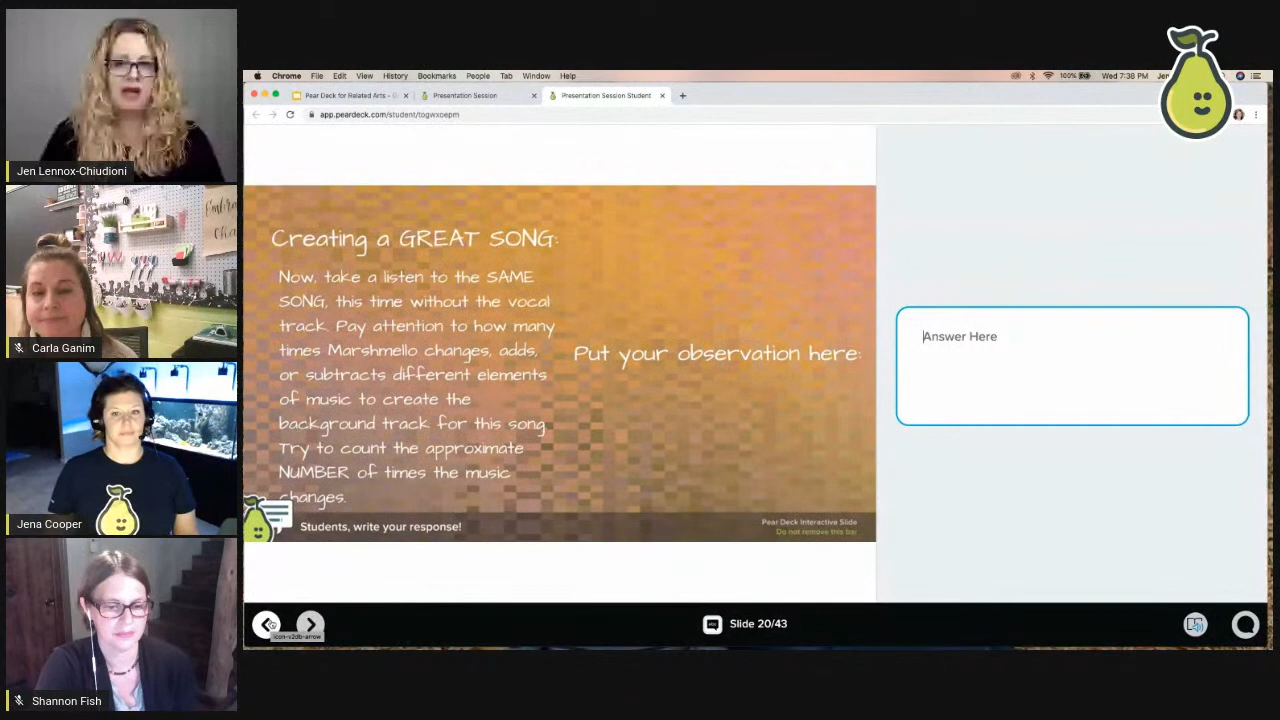 Jen Lennox-Chiudioni
Carla Ganim
Jena Cooper
Shannon Fish
Chrome File Edit View History Bookmarks People Tab Window Help
100% Wed 7:38 PM Jen
Pear Deck for Related Arts - G
Presentation Session
Presentation Session Student
app.peardeck.com/student/togwxoepm
Creating a GREAT SONG:
Now, take a listen to the SAME
SONG, this time without the vocal
track. Pay attention to how many
times Marshmello changes, adds,
or subtracts different elements
of music to create the
background track for this song.
Try to count the approximate
NUMBER of times the music
changes.
Put your observation here:
Students, write your response!
Pear Deck Interactive Slide
Do not remove this bar
Answer Here
icon-v2db-arrow
Slide 20/43